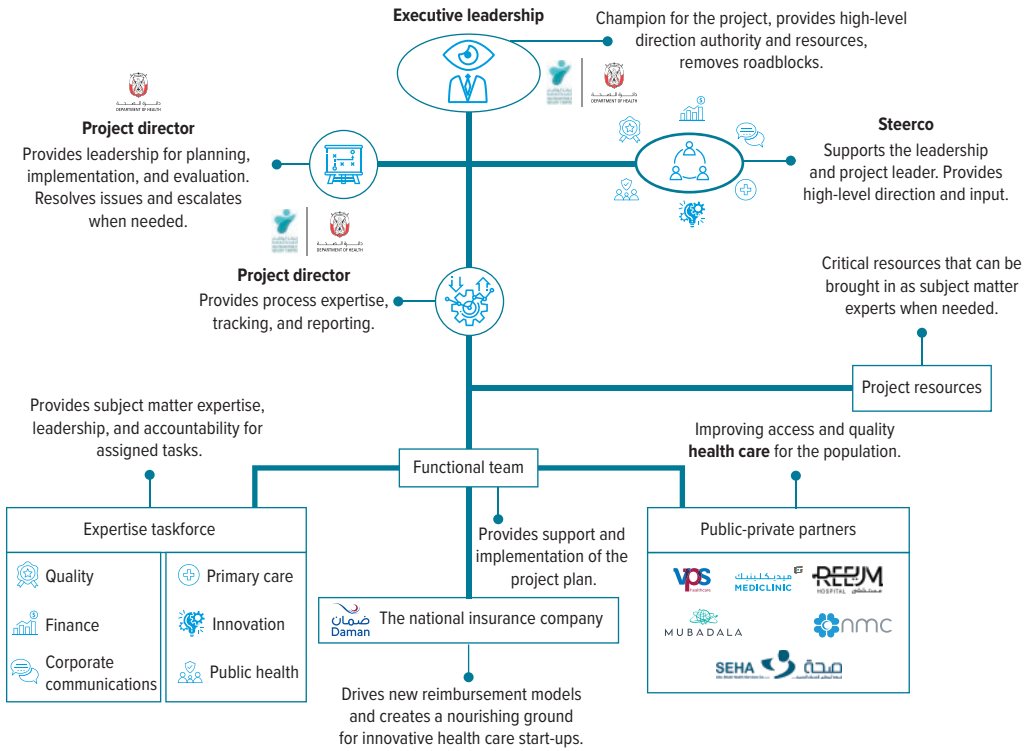 Executive leadership
Champion for the project, provides high-level
direction authority and resources,
removes roadblocks.
DEPARTMENT OF HEALTH
دائرة الصحة
DEPARTMENT OF HEALTH
Project director
Provides leadership for planning,
implementation, and evaluation.
Resolves issues and escalates
when needed.
Steerco
Supports the leadership
and project leader. Provides
high-level direction and input.
DEPARTMENT OF HEALTH
Project director
Provides process expertise,
tracking, and reporting.
Critical resources that can be
brought in as subject matter
experts when needed.
Project resources
Provides subject matter expertise,
leadership, and accountability for
assigned tasks.
Improving access and quality
health care for the population.
Functional team
Expertise taskforce
Quality
Finance
Corporate
communications
Primary care
Innovation
Public health
Provides support and
implementation of the
project plan.
ضمان
Daman
The national insurance company
Drives new reimbursement models
and creates a nourishing ground
for innovative health care start-ups.
Public-private partners
vps
healthcare
ميديكلينيك
MEDICLINIC
REEM
HOSPITAL مستشفى
MUBADALA
nmc
SEHA صحة